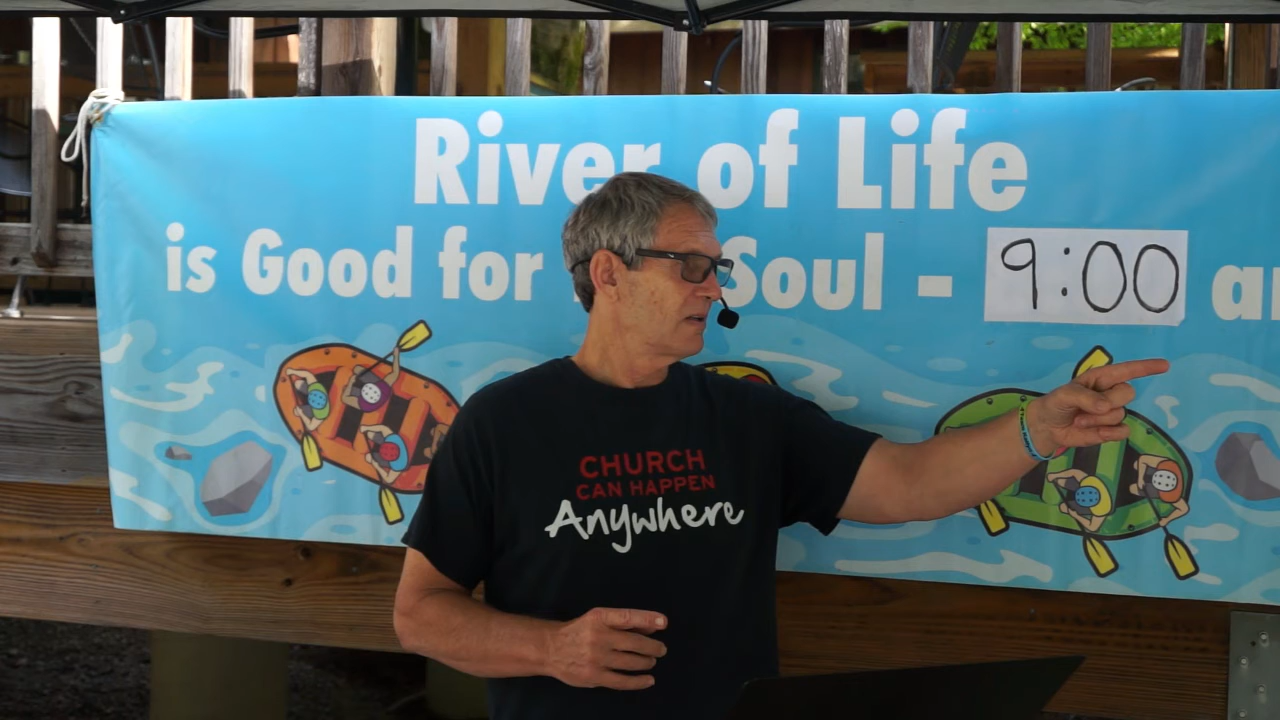 River of Life
is Good for Soul - 9:00
CHURCH
CAN HAPPEN
Anywhere